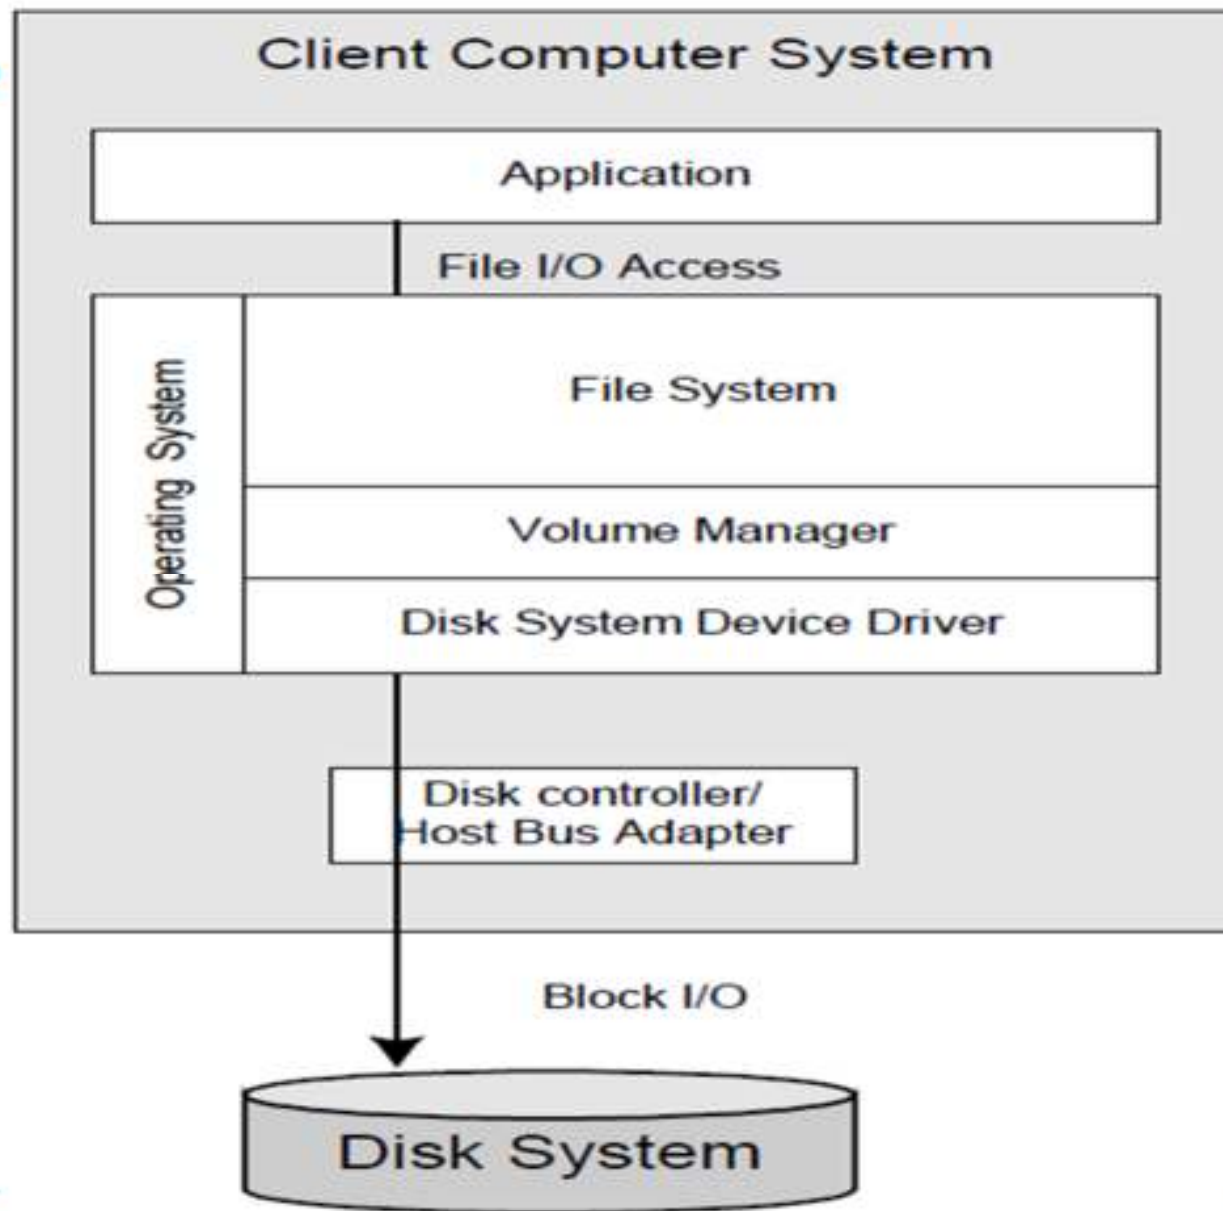 Client Computer System
Application
File I/O Access
Operating System
File System
Volume Manager
Disk System Device Driver
Disk controller/
Host Bus Adapter
Block I/O
Disk System